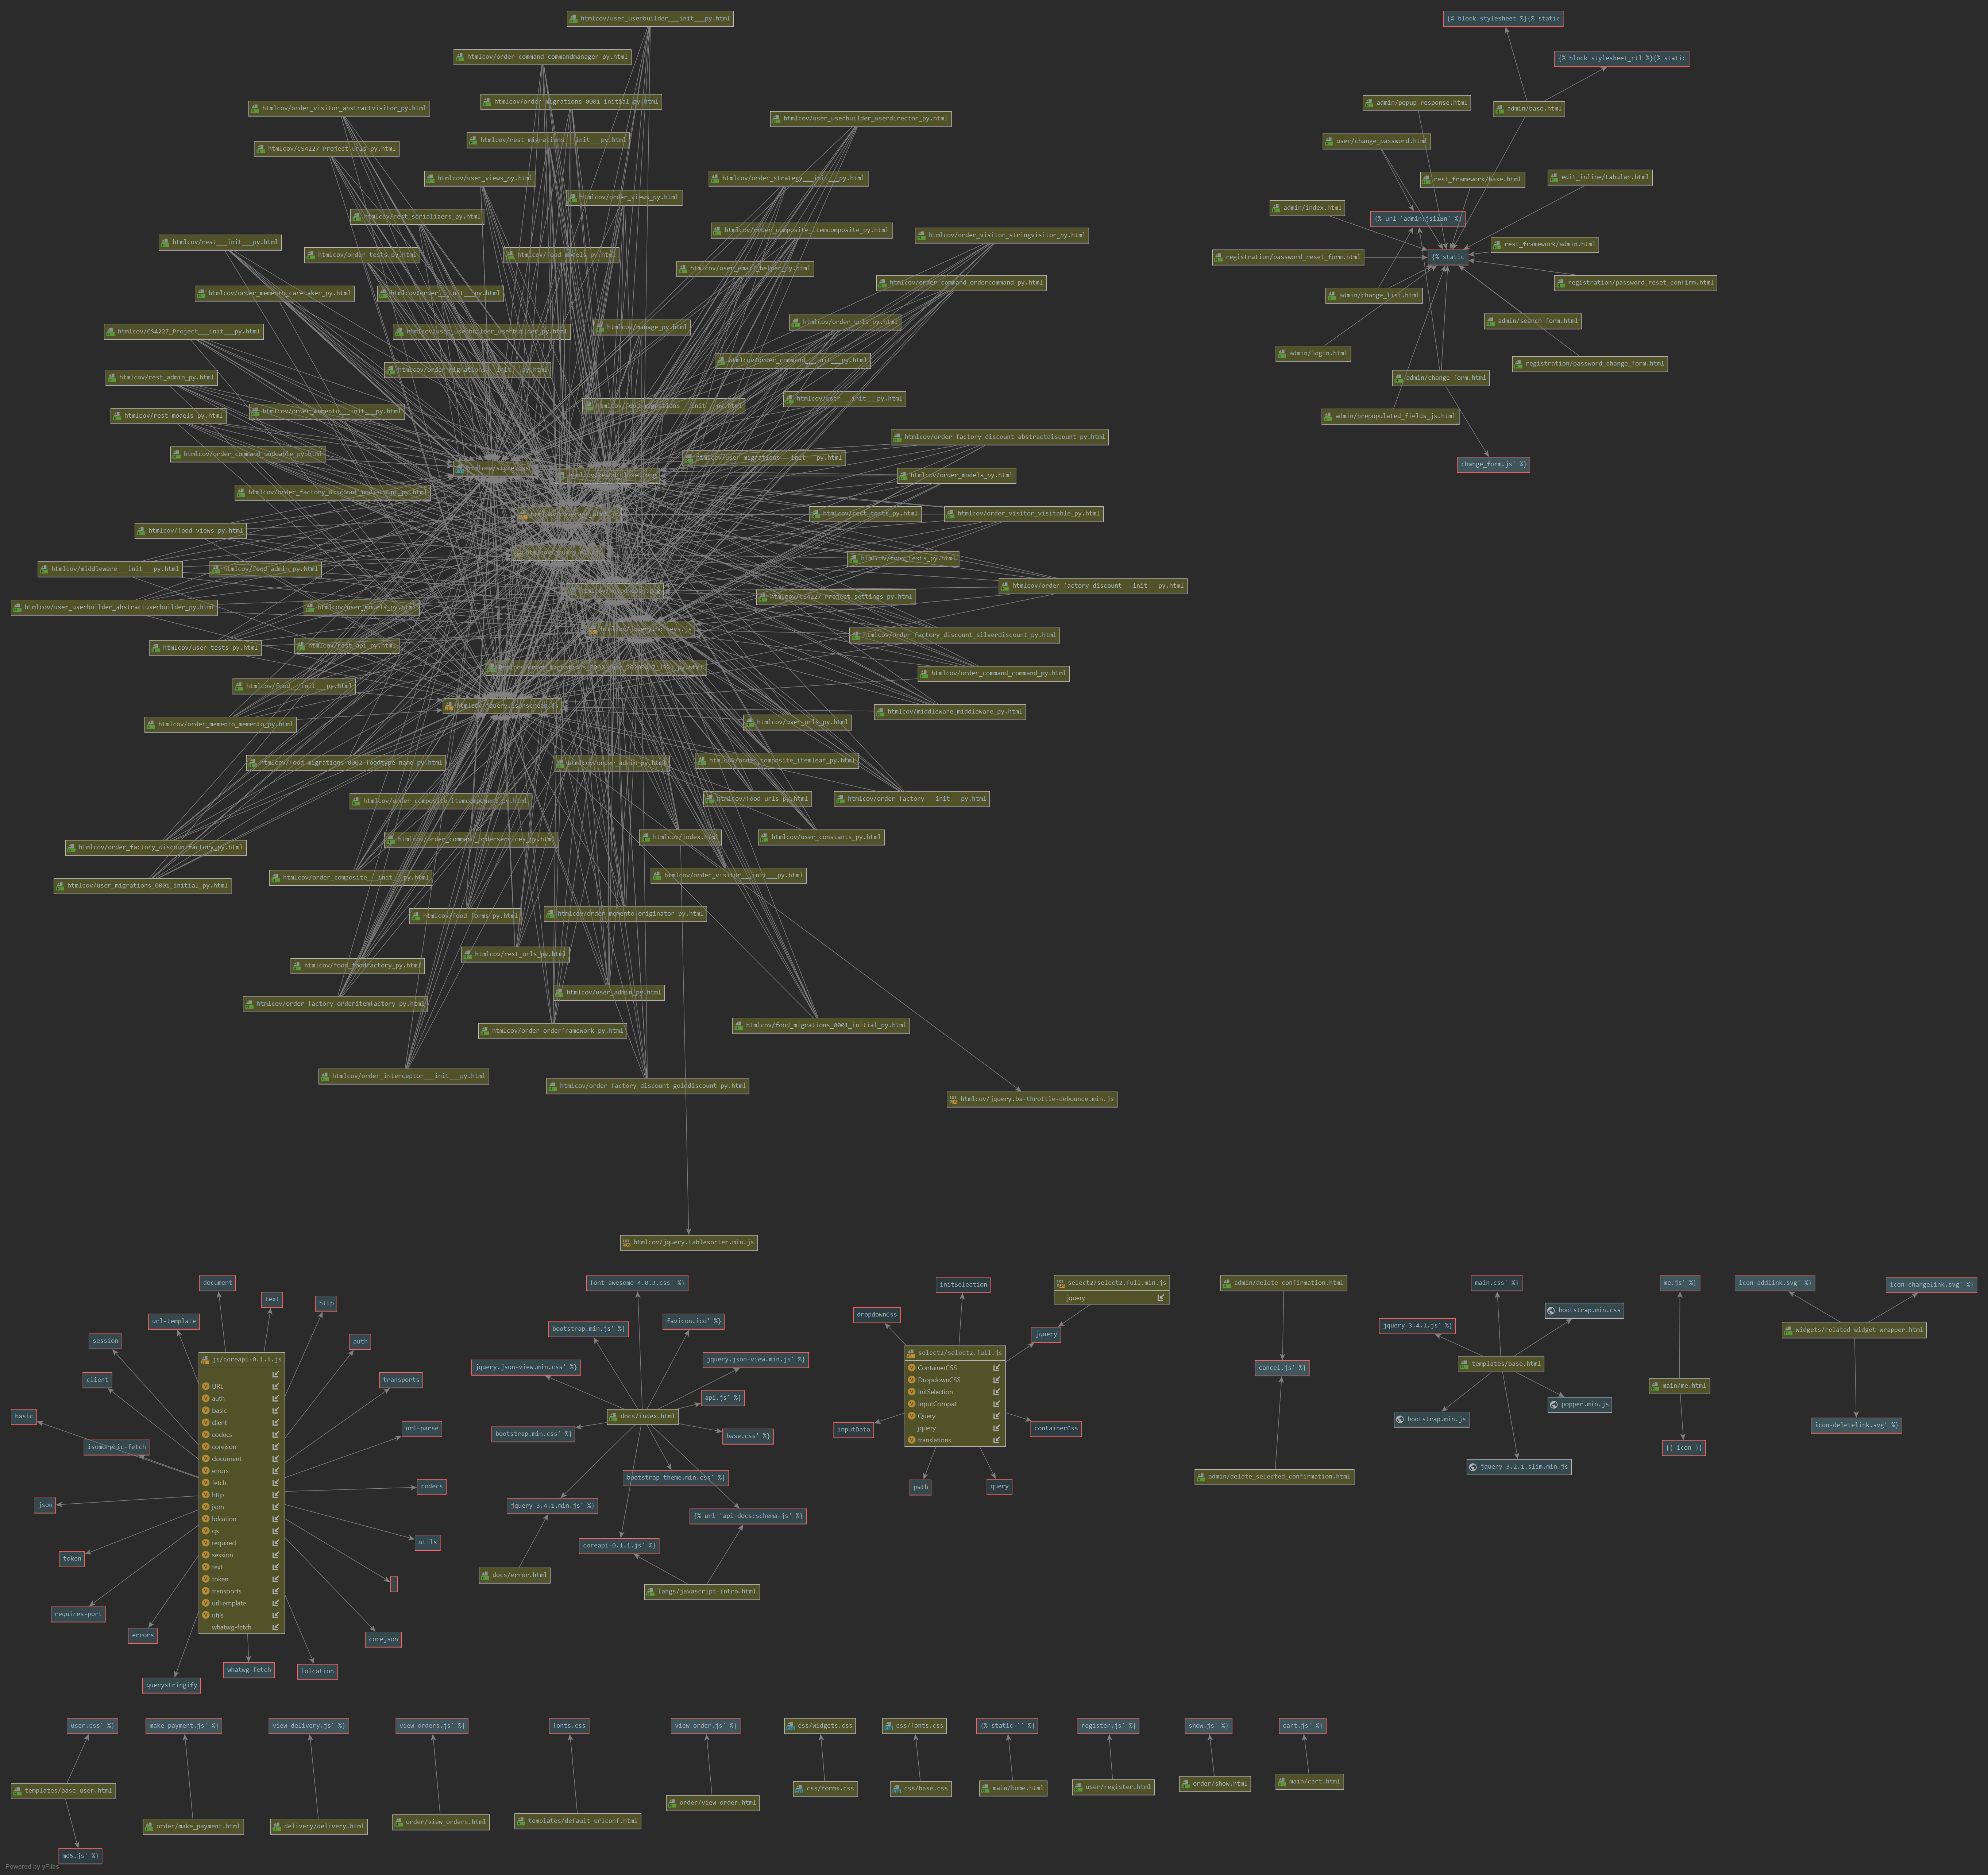 htmlcov/user_userbuilder___init___py.html
{% block stylesheet %}{% static
htmlcov/order_command_commandmanager_py.html
{% block stylesheet_rtl %}{% static
htmlcov/order_visitor_abstractvisitor_py.html
htmlcov/order_migrations_0001_initial_py.html
admin/popup_response.html
admin/base.html
htmlcov/user_userbuilder_userdirector_py.html
htmlcov/CS4227_Project_urls_py.html
htmlcov/rest_migrations___init___py.html
user/change_password.html
htmlcov/user_views_py.html
htmlcov/order_strategy___init___py.html
rest_framework/base.html
edit_inline/tabular.html
htmlcov/order_views_py.html
htmlcov/rest_serializers_py.html
admin/index.html
{% url 'admin:jsi18n' %}
htmlcov/rest___init___py.html
htmlcov/order_tests_py.html
htmlcov/food_models_py.html
htmlcov/order_composite_itemcomposite_py.html
htmlcov/order_visitor_stringvisitor_py.html
rest_framework/admin.html
registration/password_reset_form.html
{% static
htmlcov/user_email_helper_py.html
htmlcov/order_command_ordercommand_py.html
registration/password_reset_confirm.html
htmlcov/order_memento_caretaker_py.html
htmlcov/order___init___py.html
admin/change_list.html
htmlcov/CS4227_Project___init___py.html
htmlcov/user_userbuilder_userbuilder_py.html
htmlcov/manage_py.html
htmlcov/order_urls_py.html
admin/search_form.html
admin/login.html
htmlcov/order_migrations___init___py.html
htmlcov/order_command___init___py.html
registration/password_change_form.html
htmlcov/rest_admin_py.html
admin/change_form.html
htmlcov/rest_models_py.html
htmlcov/order_memento___init___py.html
htmlcov/food_migrations___init___py.html
htmlcov/user___init___py.html
admin/prepopulated_fields_js.html
htmlcov/order_command_undoable_py.html
htmlcov/order_factory_discount_abstractdiscount_py.html
htmlcov/style.css
htmlcov/user_migrations___init___py.html
change_form.js' %}
htmlcov/order_models_py.html
htmlcov/order_factory_discount_nodiscount_py.html
htmlcov/rest_tests_py.html
htmlcov/order_visitor_visitable_py.html
htmlcov/food_views_py.html
htmlcov/food_tests_py.html
htmlcov/middleware___init___py.html
htmlcov/food_admin_py.html
htmlcov/order_factory_discount___init___py.html
htmlcov/CS4227_Project_settings_py.html
htmlcov/user_userbuilder_abstractuserbuilder_py.html
htmlcov/user_models_py.html
htmlcov/jquery.hotkeys.js
htmlcov/order_factory_discount_silverdiscount_py.html
htmlcov/user_tests_py.html
htmlcov/rest_api_py.html
htmlcov/order_command_command_py.html
htmlcov/food___init___py.html
htmlcov/jquery.isonscreen.js
htmlcov/middleware_middleware_py.html
htmlcov/order_memento_memento_py.html
htmlcov/user_urls_py.html
htmlcov/food_migrations_0002_foodtype_name_py.html
htmlcov/order_admin_py.html
htmlcov/order_composite_itemleaf_py.html
htmlcov/order_composite_itemcomponent_py.html
htmlcov/food_urls_py.html
htmlcov/order_factory___init___py.html
htmlcov/order_command_orderservices_py.html
htmlcov/index.html
htmlcov/user_constants_py.html
htmlcov/order_factory_discountfactory_py.html
htmlcov/user_migrations_0001_initial_py.html
htmlcov/order_composite___init___py.html
htmlcov/order_visitor___init___py.html
htmlcov/food_forms_py.html
htmlcov/order_memento_originator_py.html
htmlcov/rest_urls_py.html
htmlcov/food_foodfactory_py.html
htmlcov/user_admin_py.html
htmlcov/order_factory_orderitemfactory_py.html
htmlcov/order_orderframework_py.html
htmlcov/food_migrations_0001_initial_py.html
htmlcov/order_interceptor___init___py.html
htmlcov/order_factory_discount_golddiscount_py.html
htmlcov/jquery.ba-throttle-debounce.min.js
htmlcov/jquery.tablesorter.min.js
document
text
http
url-template
session
auth
client
transports
basic
isomorphic-fetch
url-parse
json
codecs
token
utils
requires-port
errors
corejson
querystringify
whatwg-fetch
lolcation
js/coreapi-0.1.1.js
URL
auth
basic
client
codecs
corejson
document
errors
fetch
http
json
lolcation
qs
required
session
text
token
transports
urlTemplate
utils
whatwg-fetch
font-awesome-4.0.3.css' %}
bootstrap.min.js' %}
favicon.ico' %}
jquery.json-view.min.css' %}
jquery.json-view.min.js' %}
api.js' %}
docs/index.html
bootstrap.min.css' %}
base.css' %}
bootstrap-theme.min.css' %}
jquery-3.4.1.min.js' %}
{% url 'api-docs:schema-js' %}
coreapi-0.1.1.js' %}
docs/error.html
langs/javascript-intro.html
initSelection
dropdownCss
select2/select2.full.min.js
jquery
jquery
select2/select2.full.js
ContainerCSS
DropdownCSS
InitSelection
InputCompat
Query
jquery
translations
inputData
containerCss
path
query
admin/delete_confirmation.html
cancel.js' %}
admin/delete_selected_confirmation.html
main.css' %}
bootstrap.min.css
jquery-3.4.1.js' %}
templates/base.html
popper.min.js
bootstrap.min.js
jquery-3.2.1.slim.min.js
me.js' %}
main/me.html
{{ icon }}
icon-addlink.svg' %}
icon-changelink.svg' %}
widgets/related_widget_wrapper.html
icon-deletelink.svg' %}
user.css' %}
make_payment.js' %}
view_delivery.js' %}
view_orders.js' %}
fonts.css
view_order.js' %}
css/widgets.css
css/fonts.css
{% static '' %}
register.js' %}
show.js' %}
cart.js' %}
templates/base_user.html
order/make_payment.html
delivery/delivery.html
order/view_orders.html
templates/default_urlconf.html
order/view_order.html
css/forms.css
css/base.css
main/home.html
user/register.html
order/show.html
main/cart.html
md5.js' %}
Powered by yFiles